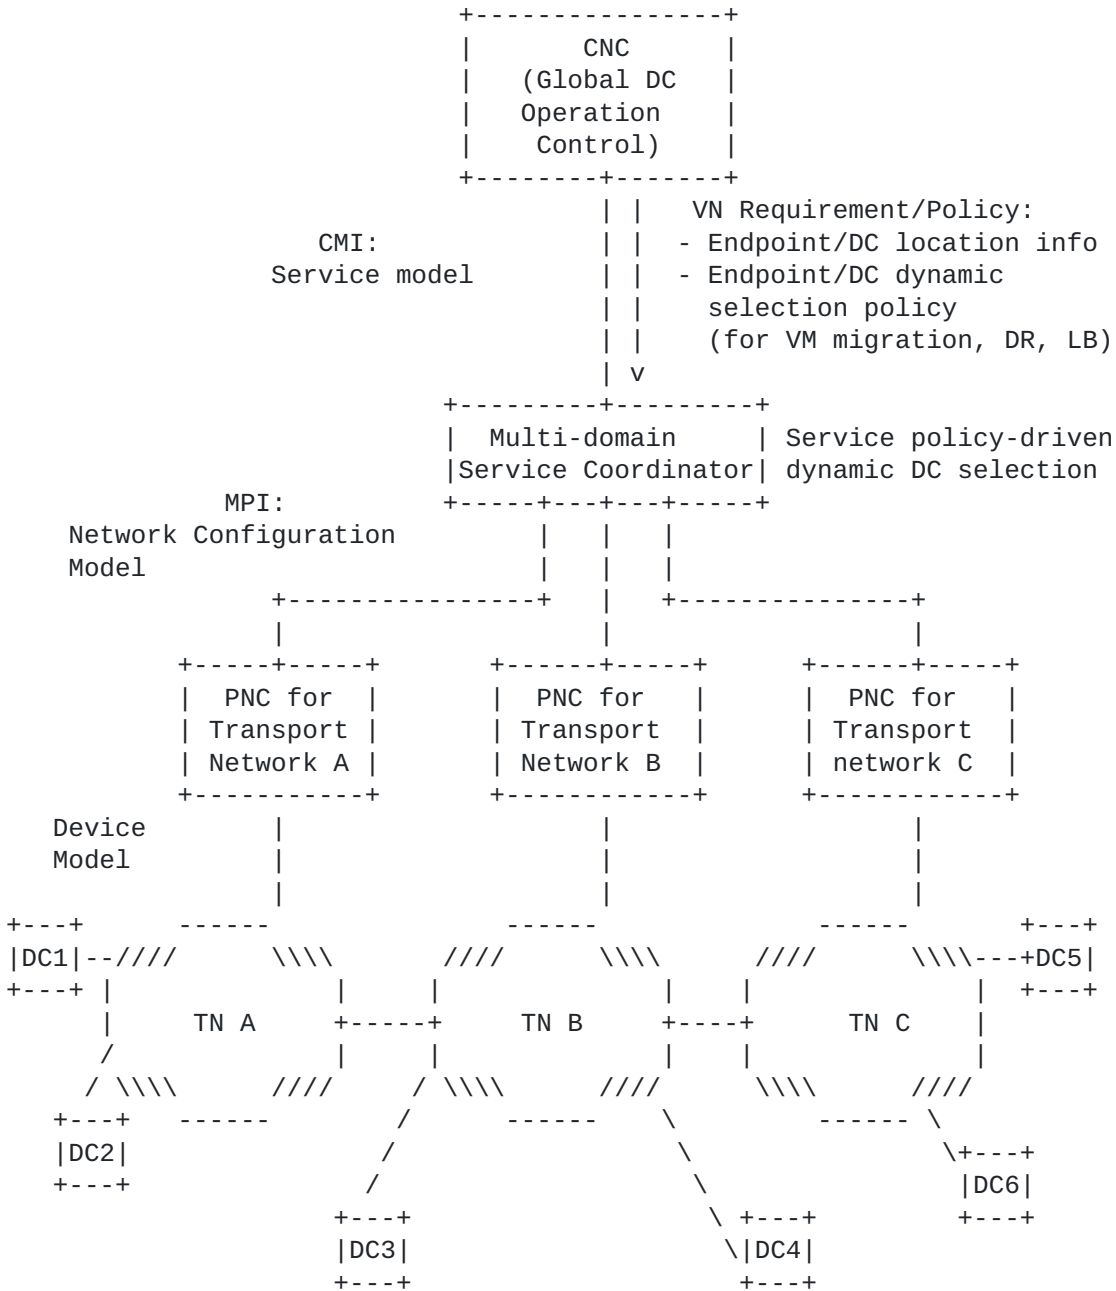 CNC
(Global DC
Operation
Control)
VN Requirement/Policy:
CMI: - Endpoint/DC location info
Service model - Endpoint/DC dynamic
selection policy
(for VM migration, DR, LB)
v
Multi-domain Service policy-driven
Service Coordinator dynamic DC selection
MPI:
Network Configuration
Model
PNC for PNC for PNC for
Transport Transport Transport
Network A Network B network C
Device
Model
DC1 DC5
TN A TN B TN C
DC2 DC6
DC3 DC4